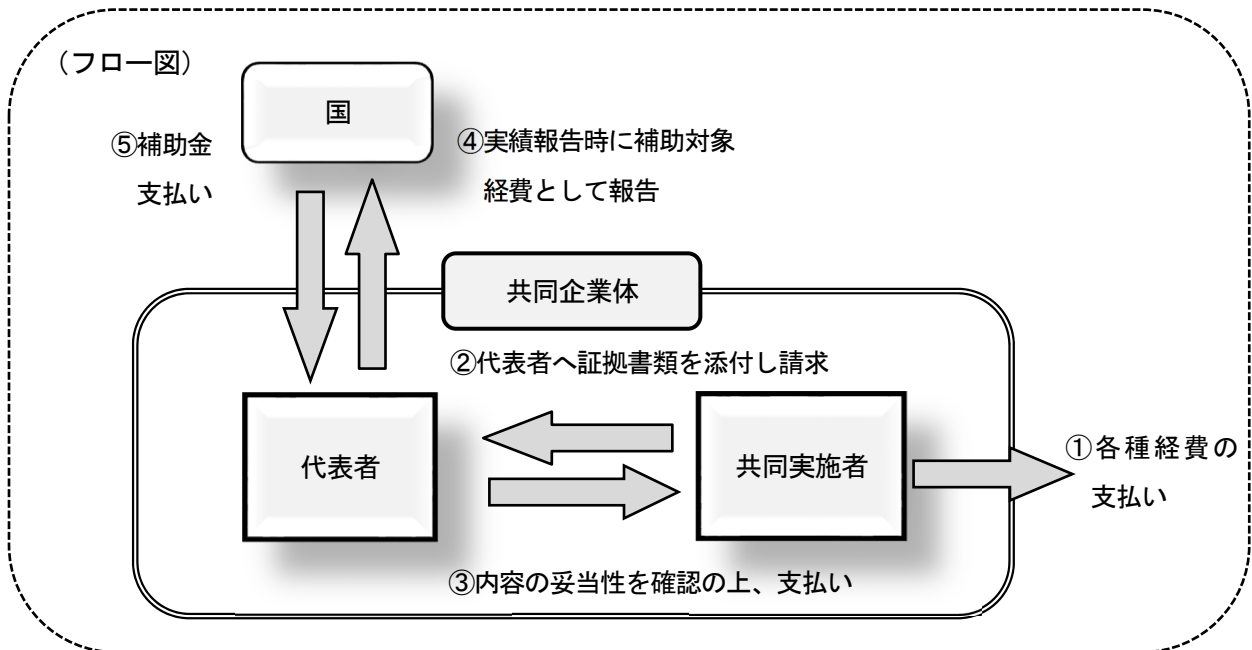 （フロー図）
国
⑤補助金
支払い
④実績報告時に補助対象
経費として報告
共同企業体
②代表者へ証拠書類を添付し請求
代表者
共同実施者
①各種経費の
支払い
③内容の妥当性を確認の上、支払い